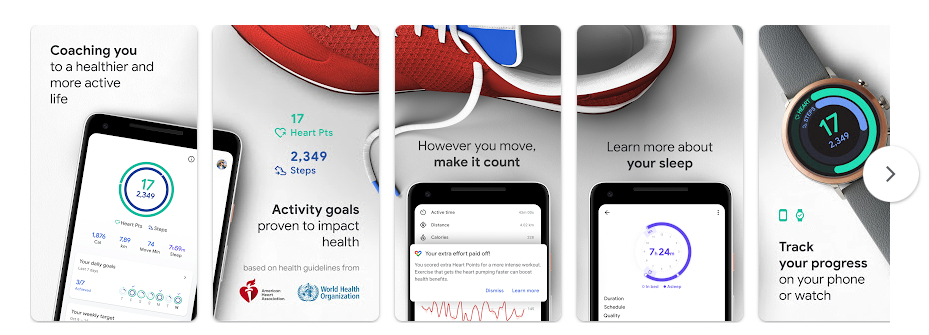 Coaching you
to a healthier and
more active
life
17
2,349
Heart Pts
Steps
1,876
7.89
74
Cal
km
Move Min
Your daily goals
Last 7 days
3/7
Achieved
Your weekly target
17
Heart Pts
2,349
Steps
Activity goals
proven to impact
health
based on health guidelines from
American
Heart
Association
World Health
Organization
However you move,
make it count
Active time
Distance
Calories
Your extra effort paid off!
You scored extra Heart Points for a more intense workout.
Exercise that gets the heart pumping faster can boost
health benefits.
Dismiss
Learn more
Learn more about
your sleep
7h 24m
In bed
Asleep
Duration
Schedule
Quality
HEART
STEPS
17
2,349
Track
your progress
on your phone
or watch